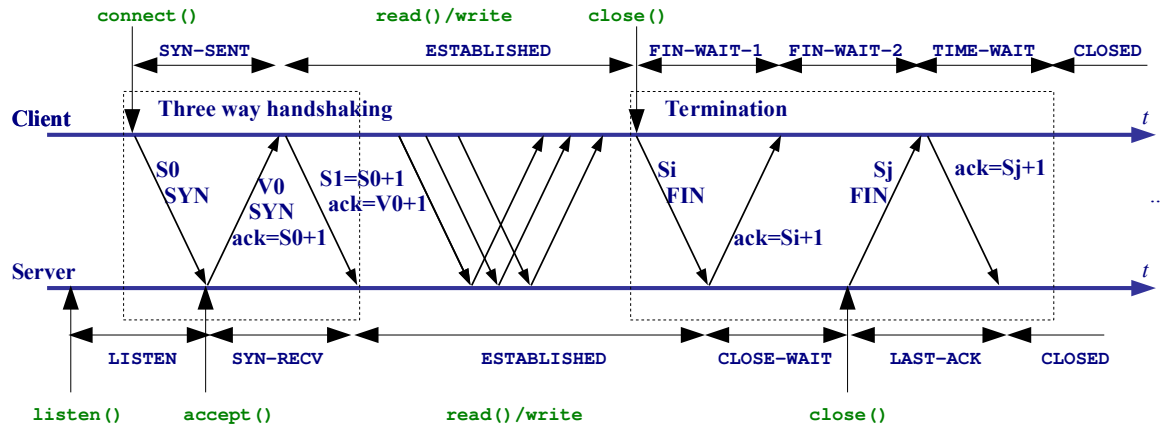 connect() read()/write close()
SYN-SENT ESTABLISHED FIN-WAIT-1 FIN-WAIT-2 TIME-WAIT CLOSED
Three way handshaking Termination
Client t
S0
SYN
V0
SYN
ack=S0+1
S1=S0+1
ack=V0+1
Si
FIN
ack=Si+1
Sj
FIN
ack=Sj+1
..
Server t
LISTEN SYN-RECV ESTABLISHED CLOSE-WAIT LAST-ACK CLOSED
listen() accept() read()/write close()